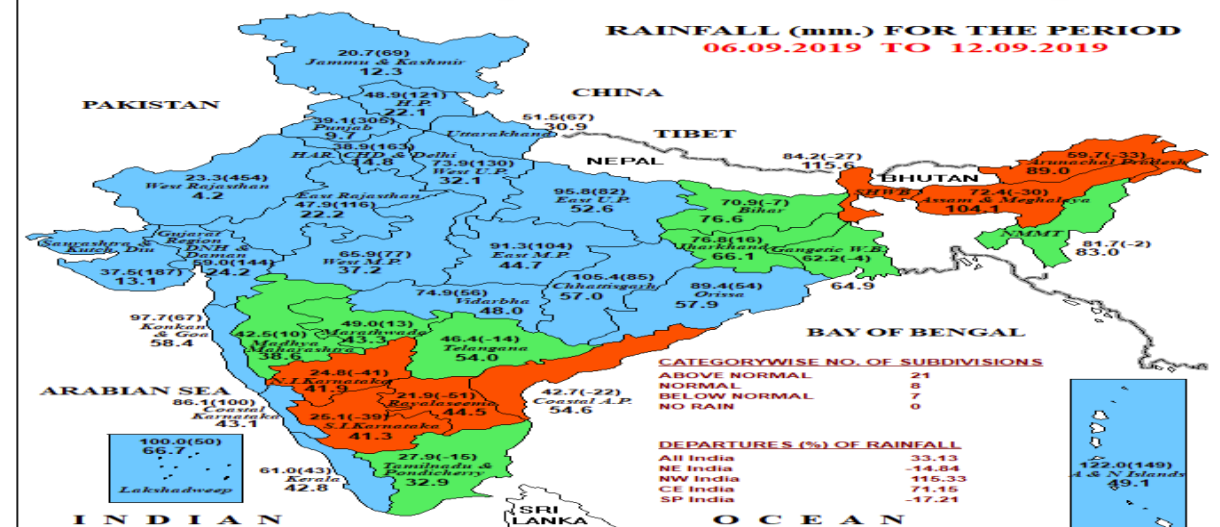 RAINFALL (mm.) FOR THE PERIOD
06.09.2019 TO 12.09.2019
20.7(69)
Jammu & Kashmir
12.3
PAKISTAN
CHINA
48.9(121)
H.P.
22.1
39.1(305)
Punjab
9.7
51.5(67)
30.9
Uttarakhand
TIBET
38.9(163)
HAR. CHD & Delhi
14.8
73.9(130)
West U.P.
32.1
NEPAL
84.2(-27)
115.6
SHWB
BHUTAN
59.7(-33)
Arunachal Pradesh
89.0
23.3(454)
West Rajasthan
4.2
East Rajasthan
47.9(116)
22.2
95.8(82)
East U.P.
52.6
70.9(-7)
Bihar
76.6
72.4(-30)
Assam & Meghalaya
104.1
Saurashtra &
Kutch, Diu
37.5(187)
13.1
Gujarat
Region
DNH &
Daman
59.0(144)
24.2
65.9(77)
West M.P.
37.2
91.3(104)
East M.P.
44.7
76.8(16)
Jharkhand
66.1
Gangetic W.B.
62.2(-4)
64.9
NMMT
81.7(-2)
83.0
105.4(85)
Chhattisgarh
57.0
89.4(54)
Orissa
57.9
74.9(56)
Vidarbha
48.0
97.7(67)
Konkan
& Goa
58.4
42.5(10)
Madhya
Maharashtra
38.6
49.0(13)
Marathwada
43.3
46.4(-14)
Telangana
54.0
BAY OF BENGAL
ARABIAN SEA
24.8(-41)
N.I.Karnataka
41.9
21.9(-51)
Rayalaseema
44.5
42.7(-22)
Coastal A.P.
54.6
86.1(100)
Coastal
Karnataka
43.1
25.1(-39)
S.I.Karnataka
41.3
CATEGORYWISE NO. OF SUBDIVISIONS
ABOVE NORMAL 21
NORMAL 8
BELOW NORMAL 7
NO RAIN 0
DEPARTURES (%) OF RAINFALL
All India 33.13
NE India -14.84
NW India 115.33
CE India 71.15
SP India -17.21
100.0(50)
66.7
Lakshadweep
61.0(43)
Kerala
42.8
27.9(-15)
Tamilnadu &
Pondicherry
32.9
122.0(149)
A & N Islands
49.1
SRI
LANKA
INDIAN OCEAN